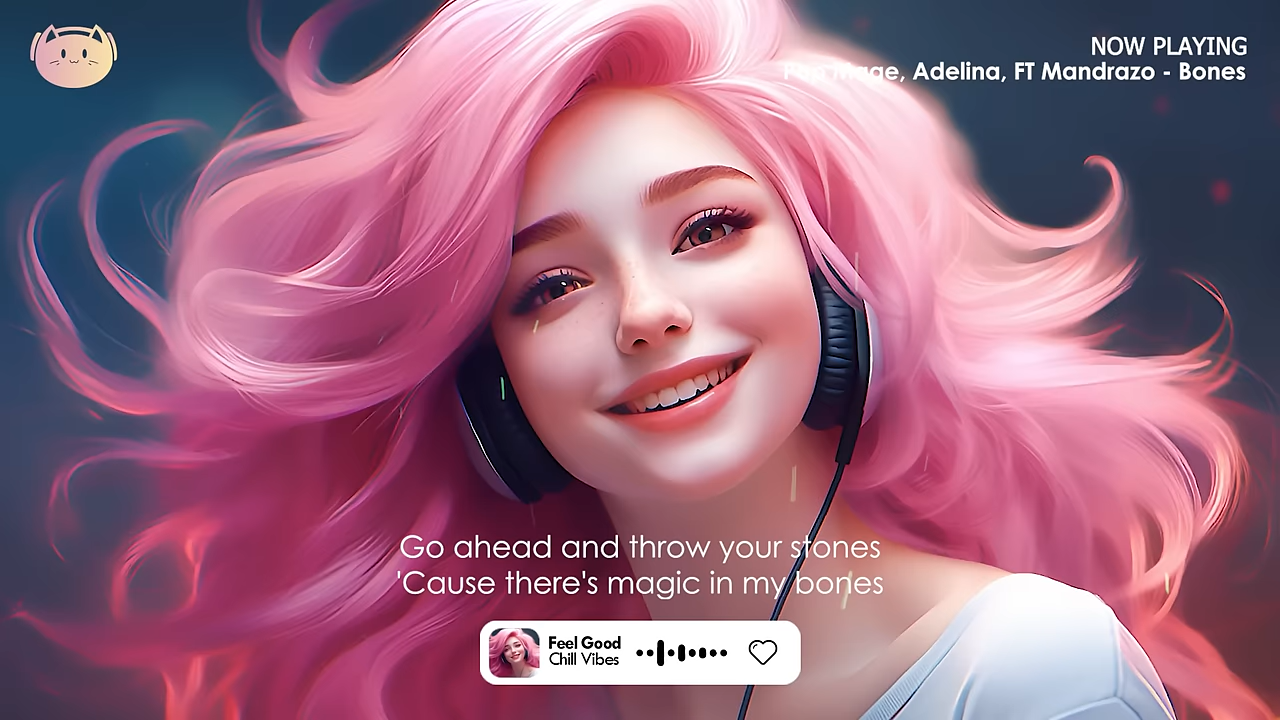 NOW PLAYING
Mage, Adelina, FT Mandrazo - Bones
Go ahead and throw your stones
'Cause there's magic in my bones
Feel Good
Chill Vibes